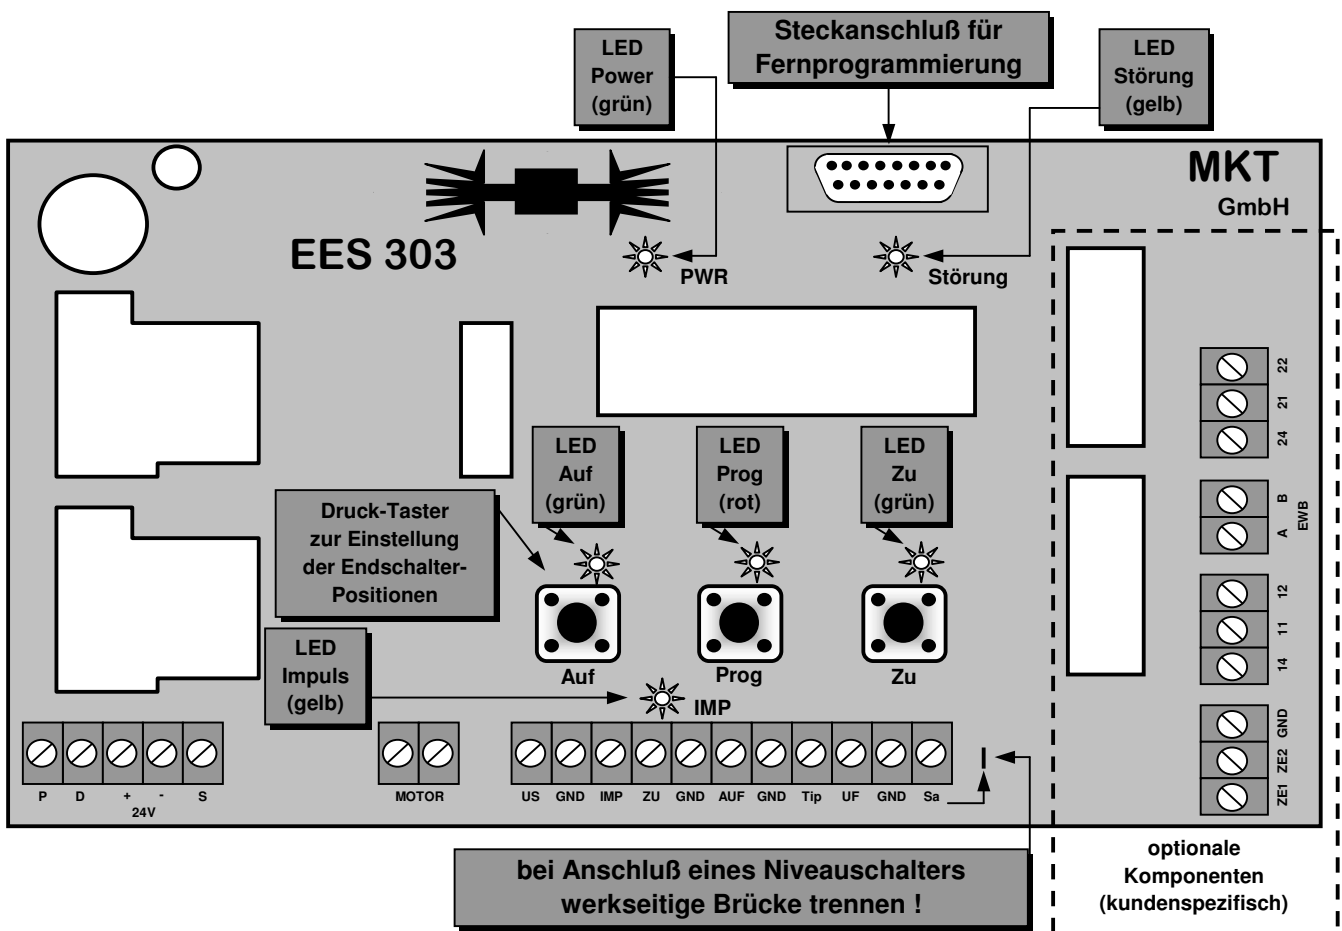 LED
Power
(grün)
Steckanschluß für
Fernprogrammierung
LED
Störung
(gelb)
MKT
GmbH
EES 303
PWR
Störung
22
21
24
B
A
EWB
12
11
14
GND
ZE2
ZE1
LED
Auf
(grün)
LED
Prog
(rot)
LED
Zu
(grün)
Druck-Taster
zur Einstellung
der Endschalter-
Positionen
LED
Impuls
(gelb)
Auf
Prog
Zu
IMP
P D + - S
24V
MOTOR
US GND IMP ZU GND AUF GND Tip UF GND Sa
bei Anschluß eines Niveauschalters
werkseitige Brücke trennen !
optionale
Komponenten
(kundenspezifisch)